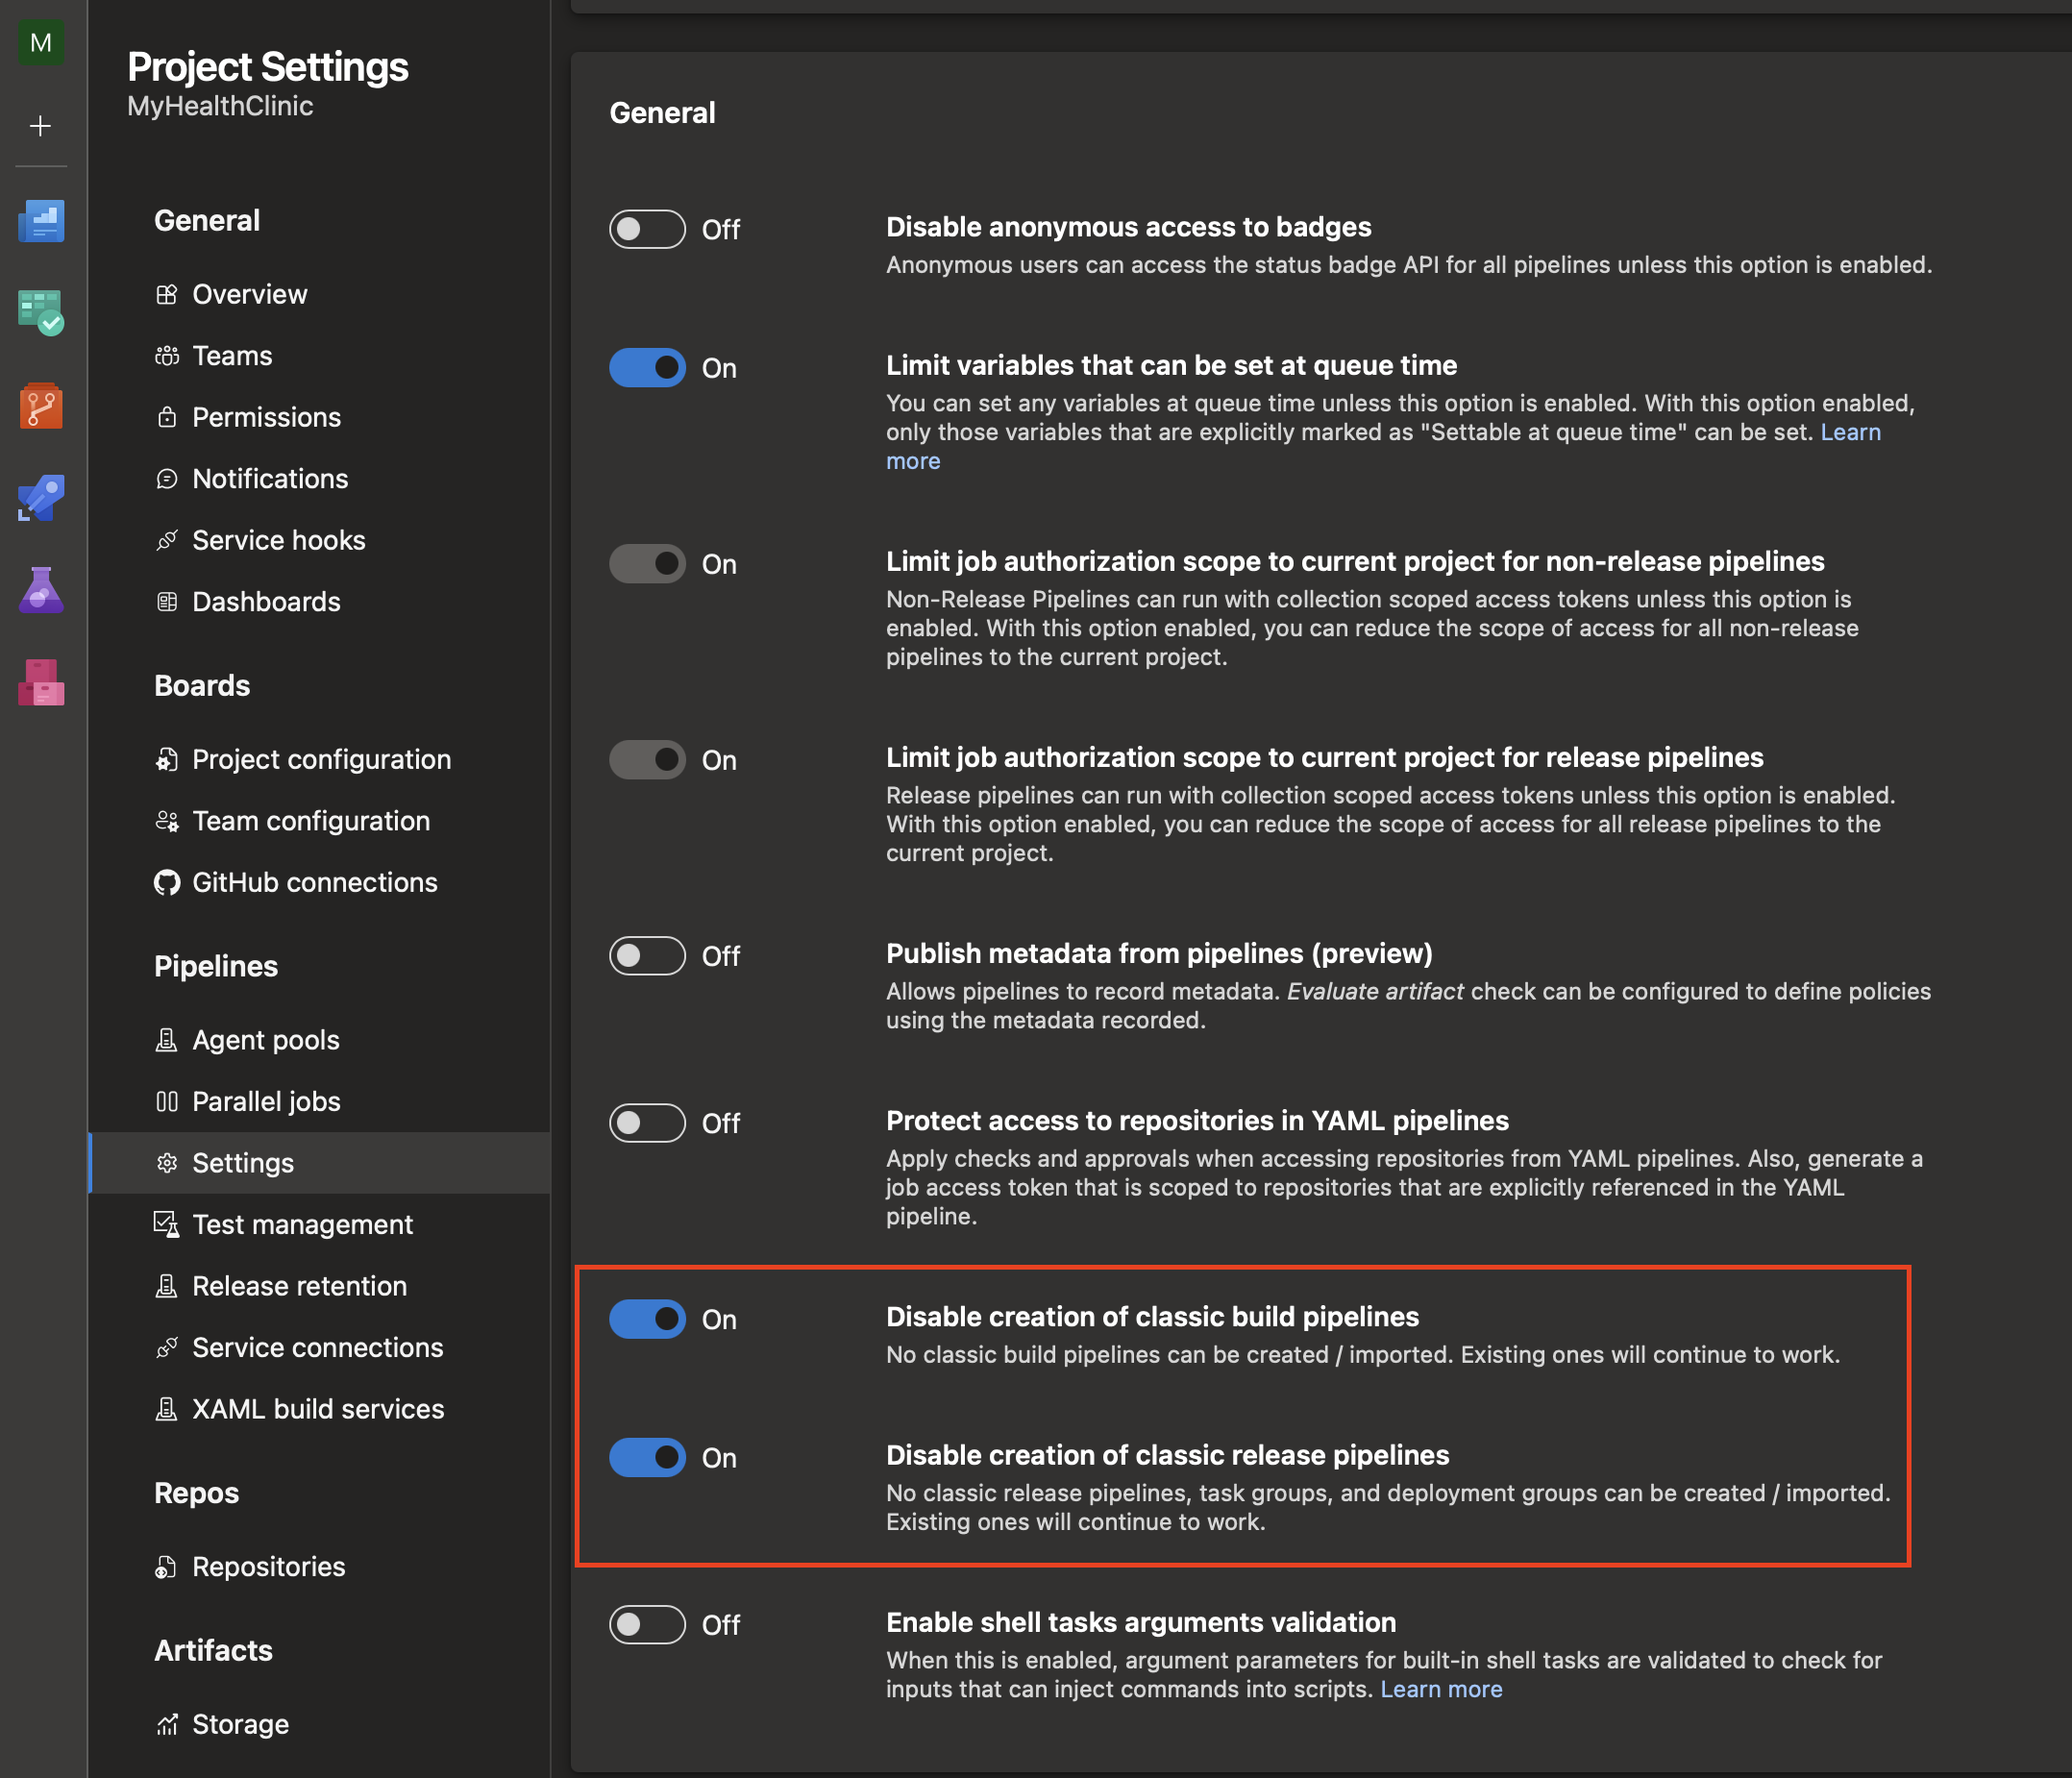 M
Project Settings
MyHealthClinic
General
Overview
Teams
Permissions
Notifications
Service hooks
Dashboards
Boards
Project configuration
Team configuration
GitHub connections
Pipelines
Agent pools
Parallel jobs
Settings
Test management
Release retention
Service connections
XAML build services
Repos
Repositories
Artifacts
Storage
General
Off
Disable anonymous access to badges
Anonymous users can access the status badge API for all pipelines unless this option is enabled.
On
Limit variables that can be set at queue time
You can set any variables at queue time unless this option is enabled. With this option enabled,
only those variables that are explicitly marked as "Settable at queue time" can be set. Learn
more
On
Limit job authorization scope to current project for non-release pipelines
Non-Release Pipelines can run with collection scoped access tokens unless this option is
enabled. With this option enabled, you can reduce the scope of access for all non-release
pipelines to the current project.
On
Limit job authorization scope to current project for release pipelines
Release pipelines can run with collection scoped access tokens unless this option is enabled.
With this option enabled, you can reduce the scope of access for all release pipelines to the
current project.
Off
Publish metadata from pipelines (preview)
Allows pipelines to record metadata. Evaluate artifact check can be configured to define policies
using the metadata recorded.
Off
Protect access to repositories in YAML pipelines
Apply checks and approvals when accessing repositories from YAML pipelines. Also, generate a
job access token that is scoped to repositories that are explicitly referenced in the YAML
pipeline.
On
Disable creation of classic build pipelines
No classic build pipelines can be created / imported. Existing ones will continue to work.
On
Disable creation of classic release pipelines
No classic release pipelines, task groups, and deployment groups can be created / imported.
Existing ones will continue to work.
Off
Enable shell tasks arguments validation
When this is enabled, argument parameters for built-in shell tasks are validated to check for
inputs that can inject commands into scripts. Learn more